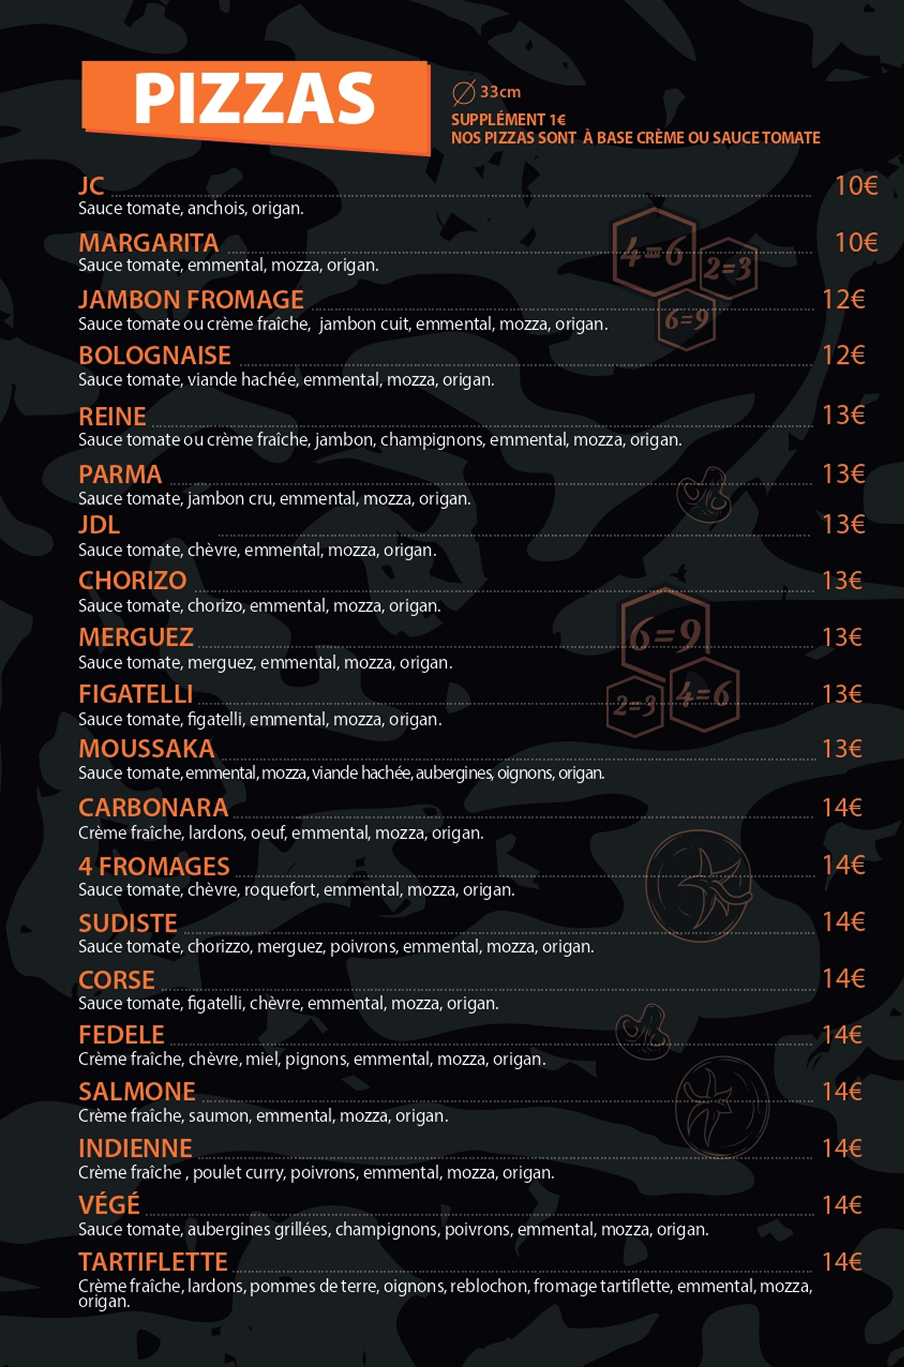 PIZZAS
33cm
SUPPLÉMENT 1€
NOS PIZZAS SONT À BASE CRÈME OU SAUCE TOMATE
JC 10€
Sauce tomate, anchois, origan.
MARGARITA 10€
Sauce tomate, emmental, mozza, origan.
4=6
2=3
6=9
JAMBON FROMAGE 12€
Sauce tomate ou crème fraîche, jambon cuit, emmental, mozza, origan.
BOLOGNAISE 12€
Sauce tomate, viande hachée, emmental, mozza, origan.
REINE 13€
Sauce tomate ou crème fraîche, jambon, champignons, emmental, mozza, origan.
PARMA 13€
Sauce tomate, jambon cru, emmental, mozza, origan.
JDL 13€
Sauce tomate, chèvre, emmental, mozza, origan.
CHORIZO 13€
Sauce tomate, chorizo, emmental, mozza, origan.
MERGUEZ 13€
Sauce tomate, merguez, emmental, mozza, origan.
6=9
2=3
4=6
FIGATELLI 13€
Sauce tomate, figatelli, emmental, mozza, origan.
MOUSSAKA 13€
Sauce tomate, emmental, mozza, viande hachée, aubergines, oignons, origan.
CARBONARA 14€
Crème fraîche, lardons, oeuf, emmental, mozza, origan.
4 FROMAGES 14€
Sauce tomate, chèvre, roquefort, emmental, mozza, origan.
SUDISTE 14€
Sauce tomate, chorizzo, merguez, poivrons, emmental, mozza, origan.
CORSE 14€
Sauce tomate, figatelli, chèvre, emmental, mozza, origan.
FEDELE 14€
Crème fraîche, chèvre, miel, pignons, emmental, mozza, origan.
SALMONE 14€
Crème fraîche, saumon, emmental, mozza, origan.
INDIENNE 14€
Crème fraîche , poulet curry, poivrons, emmental, mozza, origan.
VÉGÉ 14€
Sauce tomate, aubergines grillées, champignons, poivrons, emmental, mozza, origan.
TARTIFLETTE 14€
Crème fraîche, lardons, pommes de terre, oignons, reblochon, fromage tartiflette, emmental, mozza,
origan.